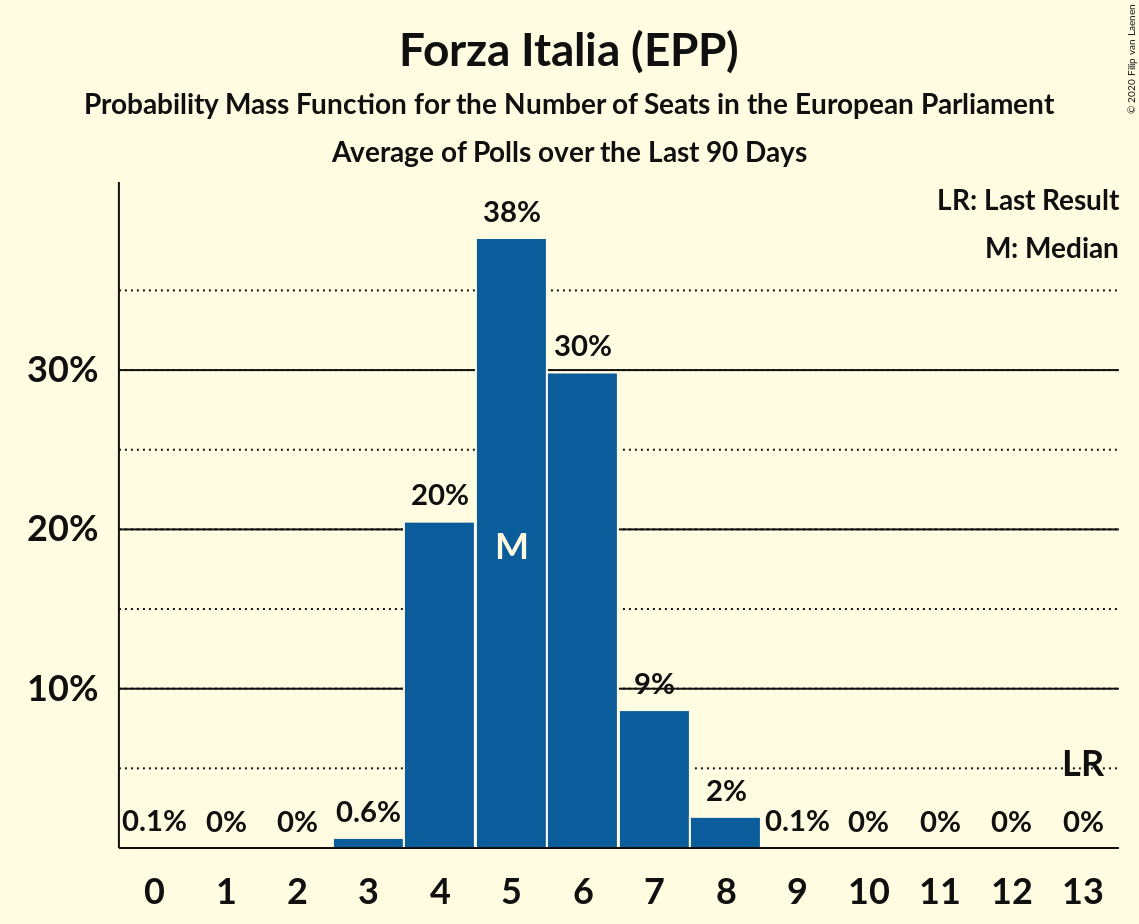 Forza Italia (EPP)
Probability Mass Function for the Number of Seats in the European Parliament
Average of Polls over the Last 90 Days
© 2020 Filip van Laenen
LR: Last Result
M: Median
38%
30%
30%
20%
20%
M
10%
9%
LR
2%
0.1% 0% 0% 0.6% 0.1% 0% 0% 0% 0%
0 1 2 3 4 5 6 7 8 9 10 11 12 13